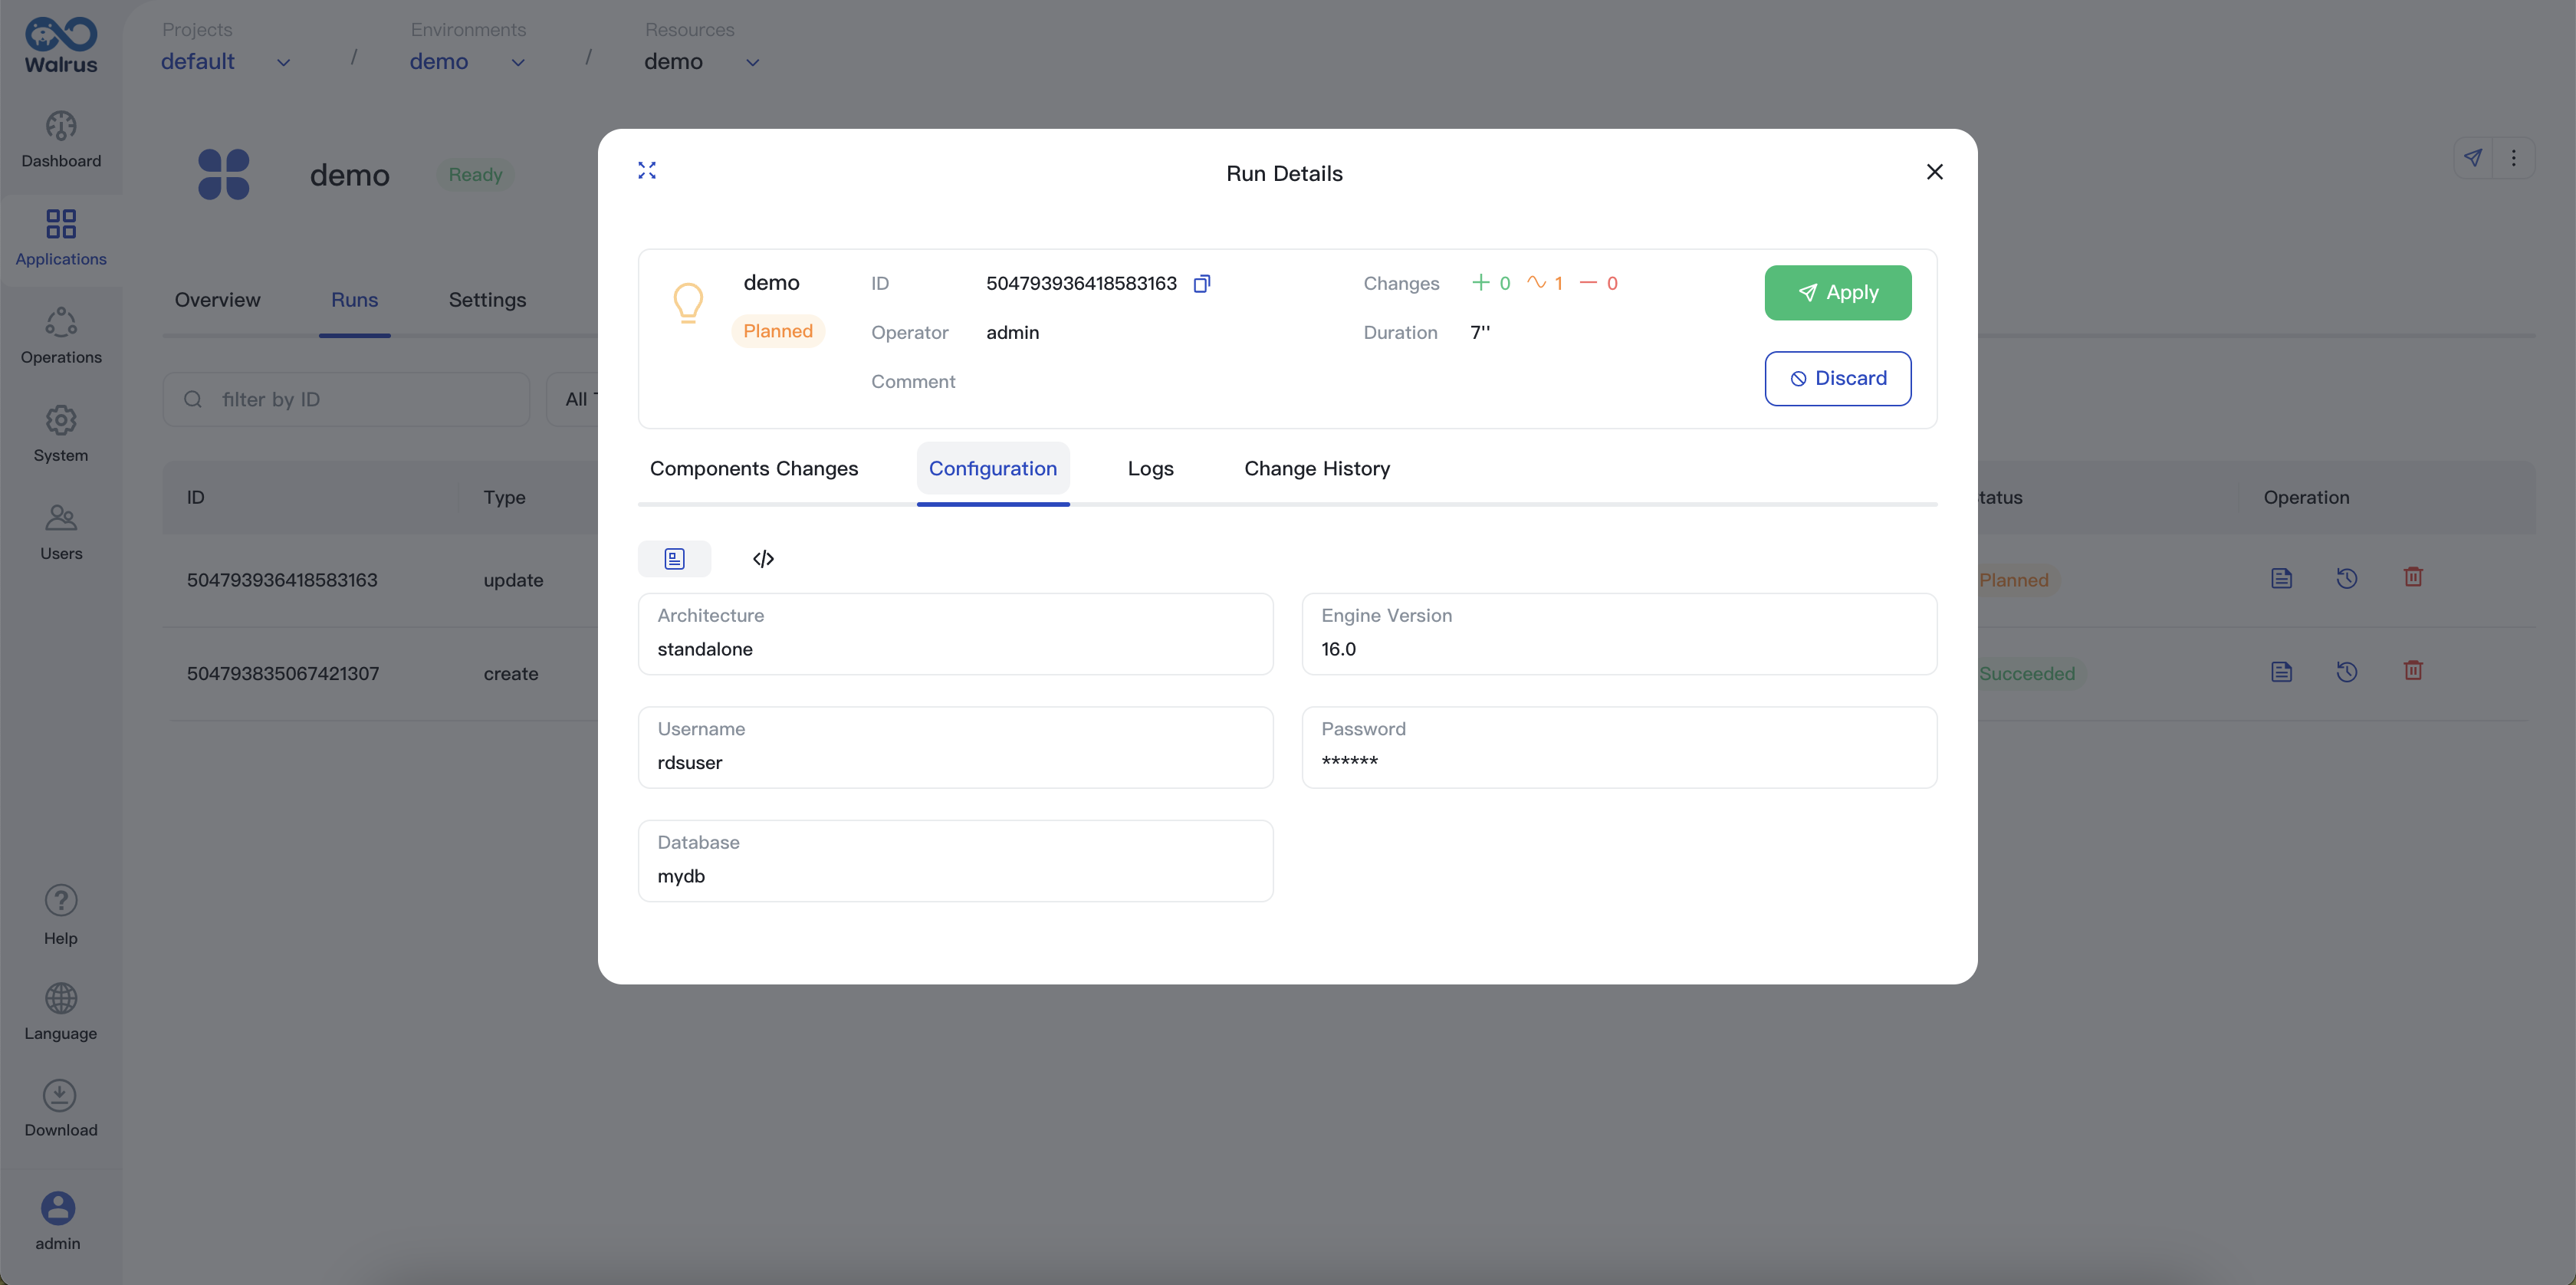 Walrus
Dashboard
Applications
Operations
System
Users
Help
Language
Download
admin
Projects
default
/
Environments
demo
/
Resources
demo
demo
Ready
Overview
Runs
Settings
filter by ID
All
ID
Type
Status
Operation
504793936418583163
update
Planned
504793835067421307
create
Succeeded
Run Details
demo
Planned
ID
504793936418583163
Operator
admin
Comment
Changes
+ 0 ~ 1 — 0
Duration
7''
Apply
Discard
Components Changes
Configuration
Logs
Change History
</>
Architecture
standalone
Engine Version
16.0
Username
rdsuser
Password
******
Database
mydb